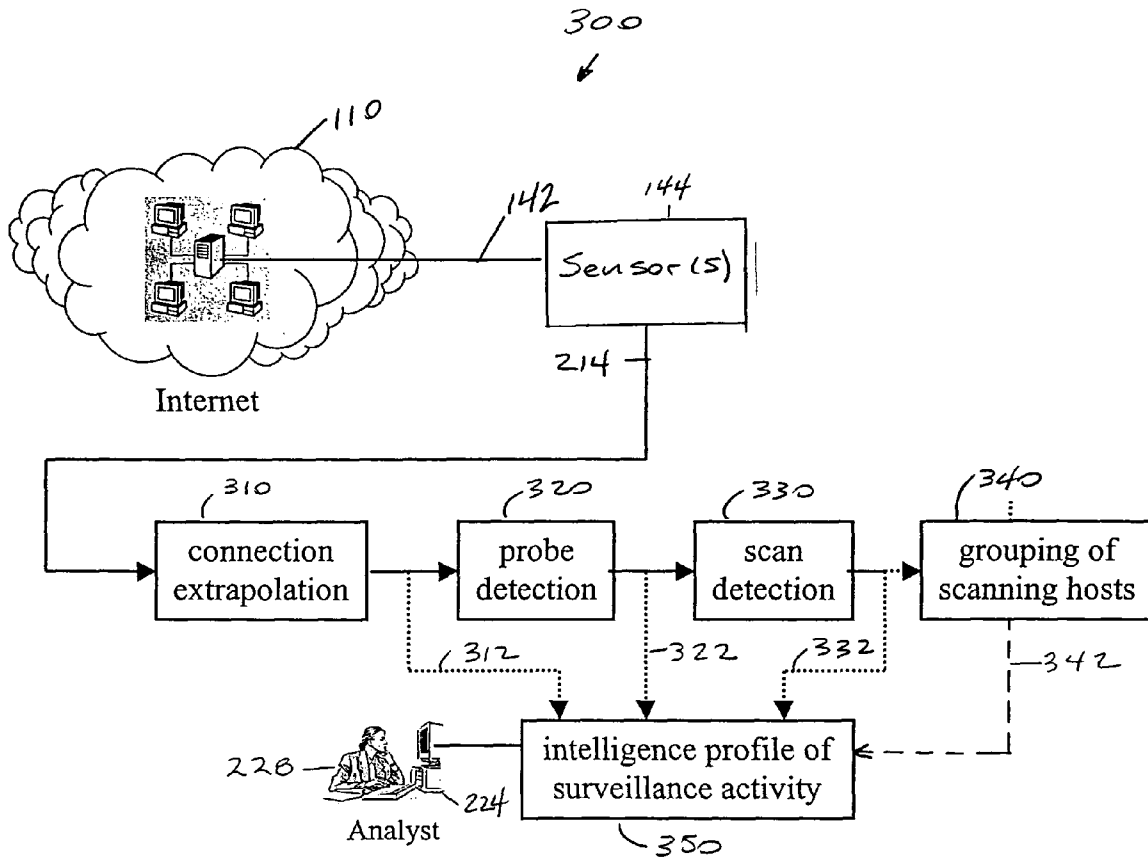 300
110
142
144
Sensor(s)
214
Internet
310
320
330
340
connection
extrapolation
probe
detection
scan
detection
grouping of
scanning hosts
312
322
332
342
228
224
Analyst
intelligence profile of
surveillance activity
350